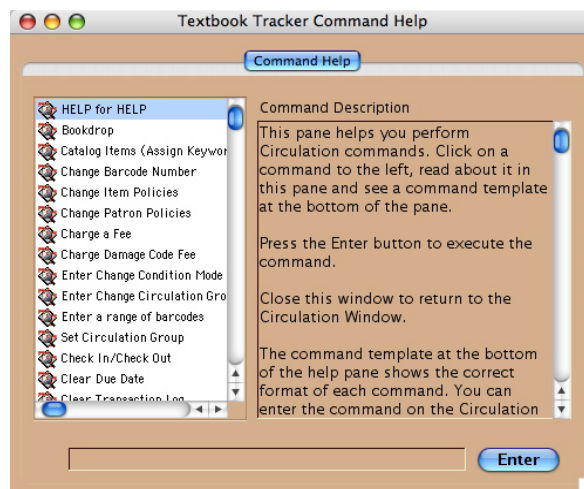 Textbook Tracker Command Help
Command Help
HELP for HELP
Bookdrop
Catalog Items (Assign Keywor
Change Barcode Number
Change Item Policies
Change Patron Policies
Charge a Fee
Charge Damage Code Fee
Enter Change Condition Mode
Enter Change Circulation Gro
Enter a range of barcodes
Set Circulation Group
Check In/Check Out
Clear Due Date
Clear Transaction Log
Command Description
This pane helps you perform
Circulation commands. Click on a
command to the left, read about it in
this pane and see a command template
at the bottom of the pane.
Press the Enter button to execute the
command.
Close this window to return to the
Circulation Window.
The command template at the bottom
of the help pane shows the correct
format of each command. You can
enter the command on the Circulation
Enter